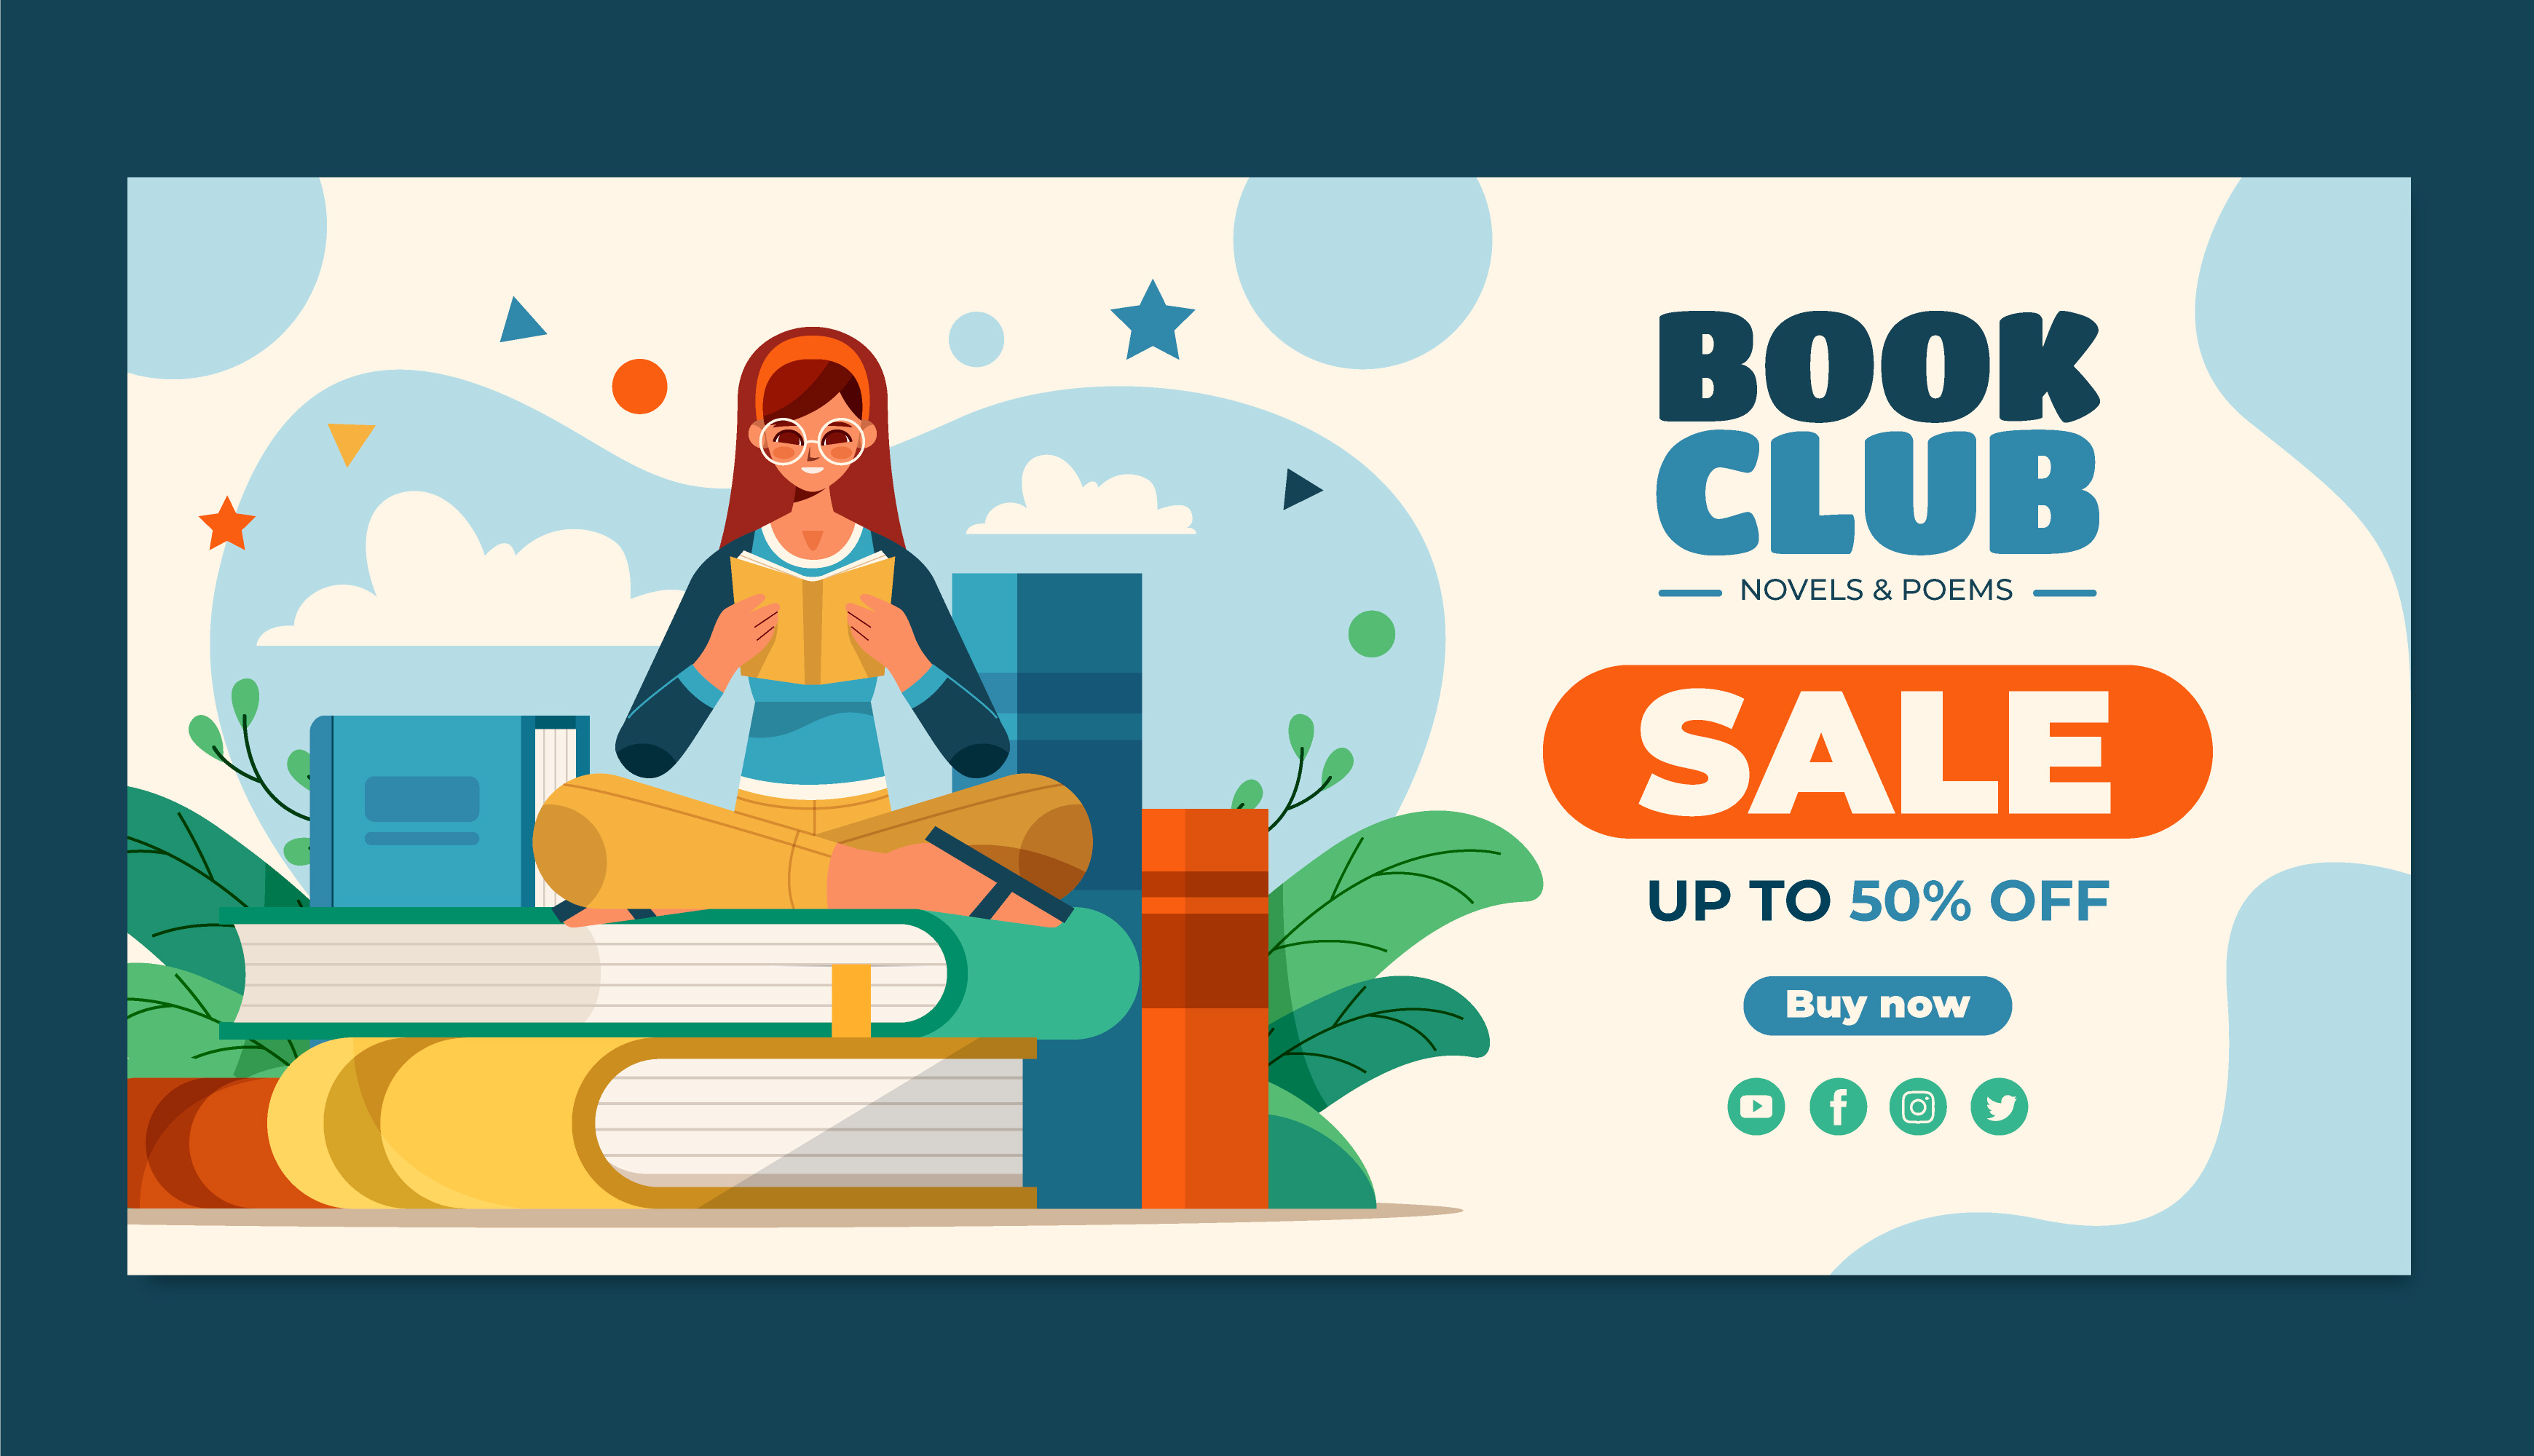 BOOK
CLUB
NOVELS & POEMS
SALE
UP TO 50% OFF
Buy now